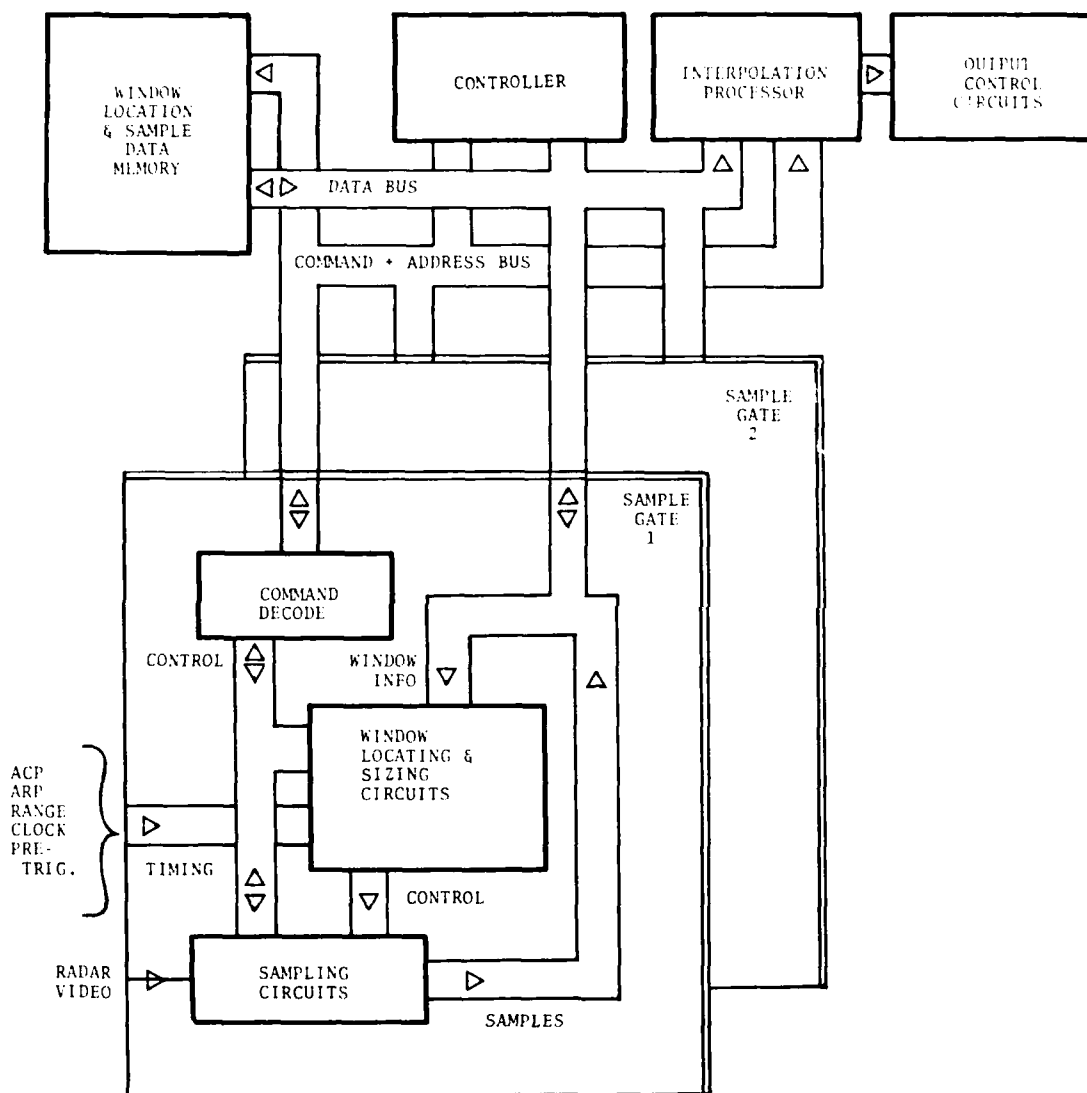 WINDOW
LOCATION
& SAMPLE
DATA
MEMORY
CONTROLLER
INTERPOLATION
PROCESSOR
OUTPUT
CONTROL
CIRCUITS
DATA BUS
COMMAND + ADDRESS BUS
SAMPLE
GATE
2
SAMPLE
GATE
1
COMMAND
DECODE
CONTROL
WINDOW
INFO
WINDOW
LOCATING &
SIZING
CIRCUITS
ACP
ARP
RANGE
CLOCK
PRE-
TRIG.
TIMING
CONTROL
RADAR
VIDEO
SAMPLING
CIRCUITS
SAMPLES